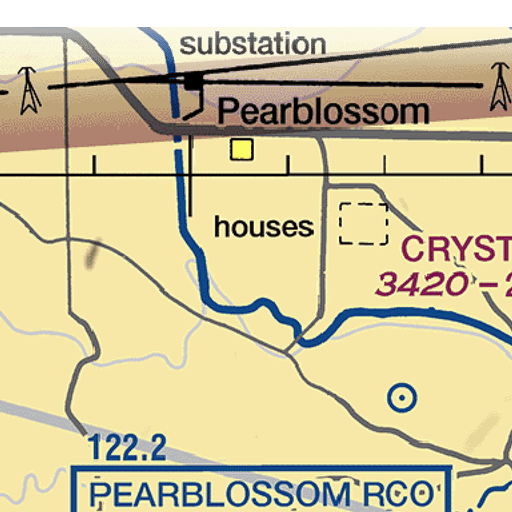 substation
Pearblossom
houses
CRYST
3420 – 2
122.2
PEARBLOSSOM RCO